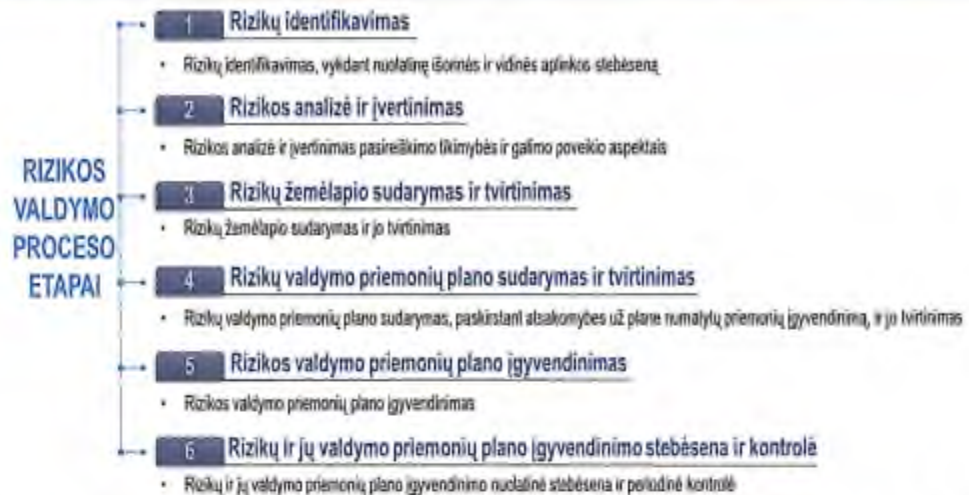 RIZIKOS
VALDYMO
PROCESO
ETAPAI
1 Rizikų identifikavimas
• Rizikų identifikavimas, vykdant nuolatinę išorinės ir vidinės aplinkos stebėseną
2 Rizikos analizė ir įvertinimas
• Rizikos analizė ir įvertinimas pasireiškimo tikimybės ir galimo poveikio aspektais
3 Rizikų žemėlapio sudarymas ir tvirtinimas
• Rizikų žemėlapio sudarymas ir jo tvirtinimas
4 Rizikų valdymo priemonių plano sudarymas ir tvirtinimas
• Rizikų valdymo priemonių plano sudarymas, paskirstant atsakomybes už plane numatytų priemonių įgyvendinimą, ir jo tvirtinimas
5 Rizikos valdymo priemonių plano įgyvendinimas
• Rizikos valdymo priemonių plano įgyvendinimas
6 Rizikų ir jų valdymo priemonių plano įgyvendinimo stebėsena ir kontrolė
• Rizikų ir jų valdymo priemonių plano įgyvendinimo nuolatinė stebėsena ir periodinė kontrolė